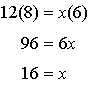 12(8) = x(6)
96 = 6x
16 = x